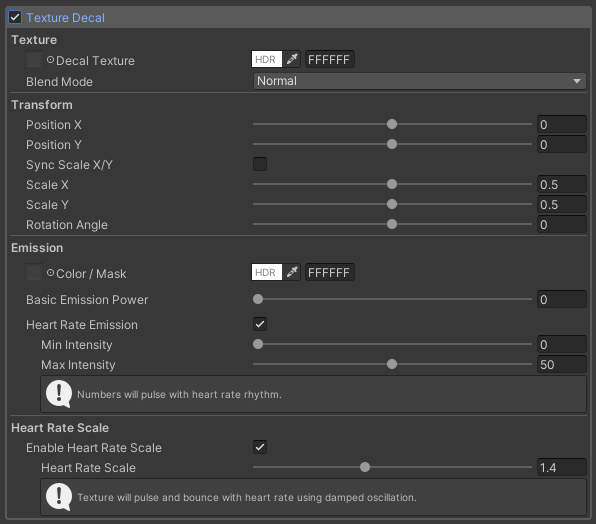 Texture Decal
Texture
Decal Texture HDR FFFFFF
Blend Mode Normal
Transform
Position X 0
Position Y 0
Sync Scale X/Y
Scale X 0.5
Scale Y 0.5
Rotation Angle 0
Emission
Color / Mask HDR FFFFFF
Basic Emission Power 0
Heart Rate Emission
Min Intensity 0
Max Intensity 50
Numbers will pulse with heart rate rhythm.
Heart Rate Scale
Enable Heart Rate Scale
Heart Rate Scale 1.4
Texture will pulse and bounce with heart rate using damped oscillation.